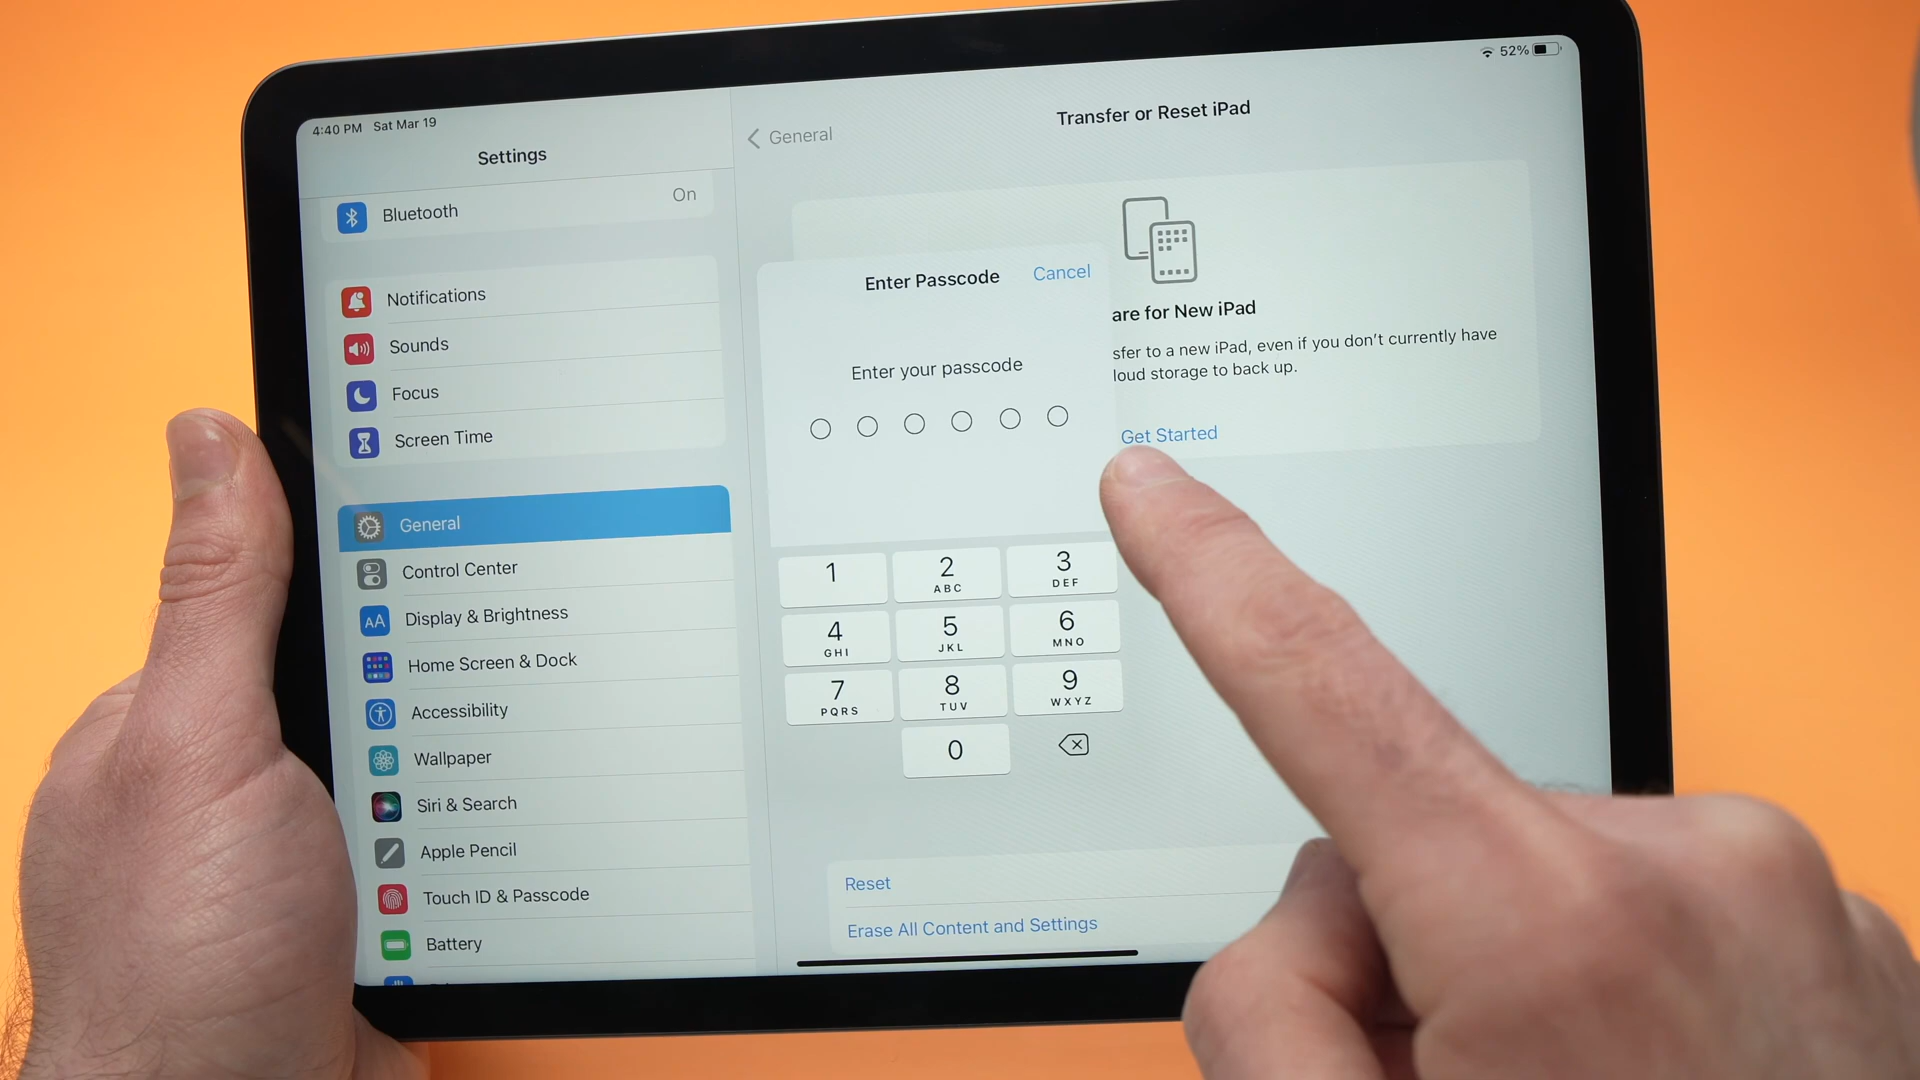 4:40 PM Sat Mar 19
52%
Settings
Bluetooth
On
Notifications
Sounds
Focus
Screen Time
General
Control Center
Display & Brightness
Home Screen & Dock
Accessibility
Wallpaper
Siri & Search
Apple Pencil
Touch ID & Passcode
Battery
General
Transfer or Reset iPad
are for New iPad
sfer to a new iPad, even if you don't currently have
loud storage to back up.
Get Started
Enter Passcode
Cancel
Enter your passcode
1
2
ABC
3
DEF
4
GHI
5
JKL
6
MNO
7
PQRS
8
TUV
9
WXYZ
0
Reset
Erase All Content and Settings